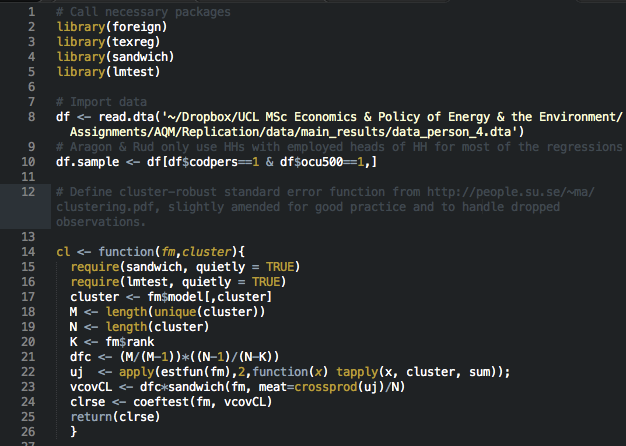 1 # Call necessary packages
2 library(foreign)
3 library(texreg)
4 library(sandwich)
5 library(lmtest)
6
7 # Import data
8 df <- read.dta('~/Dropbox/UCL MSc Economics & Policy of Energy & the Environment/
Assignments/AQM/Replication/data/main_results/data_person_4.dta')
9 # Aragon & Rud only use HHs with employed heads of HH for most of the regressions
10 df.sample <- df[df$codpers==1 & df$ocu500==1,]
11
12 # Define cluster-robust standard error function from http://people.su.se/~ma/
clustering.pdf, slightly amended for good practice and to handle dropped
observations.
13
14 cl <- function(fm,cluster){
15 require(sandwich, quietly = TRUE)
16 require(lmtest, quietly = TRUE)
17 cluster <- fm$model[,cluster]
18 M <- length(unique(cluster))
19 N <- length(cluster)
20 K <- fm$rank
21 dfc <- (M/(M-1))*((N-1)/(N-K))
22 uj <- apply(estfun(fm),2,function(x) tapply(x, cluster, sum));
23 vcovCL <- dfc*sandwich(fm, meat=crossprod(uj)/N)
24 clrse <- coeftest(fm, vcovCL)
25 return(clrse)
26 }
27